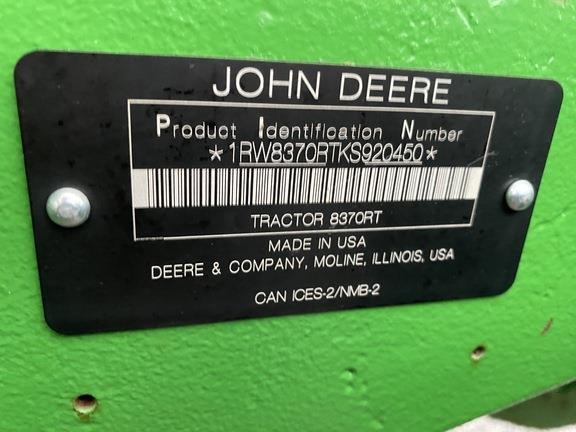 JOHN DEERE
Product Identification Number
*1RW8370RTKS920450*
TRACTOR 8370RT
MADE IN USA
DEERE & COMPANY, MOLINE, ILLINOIS, USA
CAN ICES-2/NMB-2